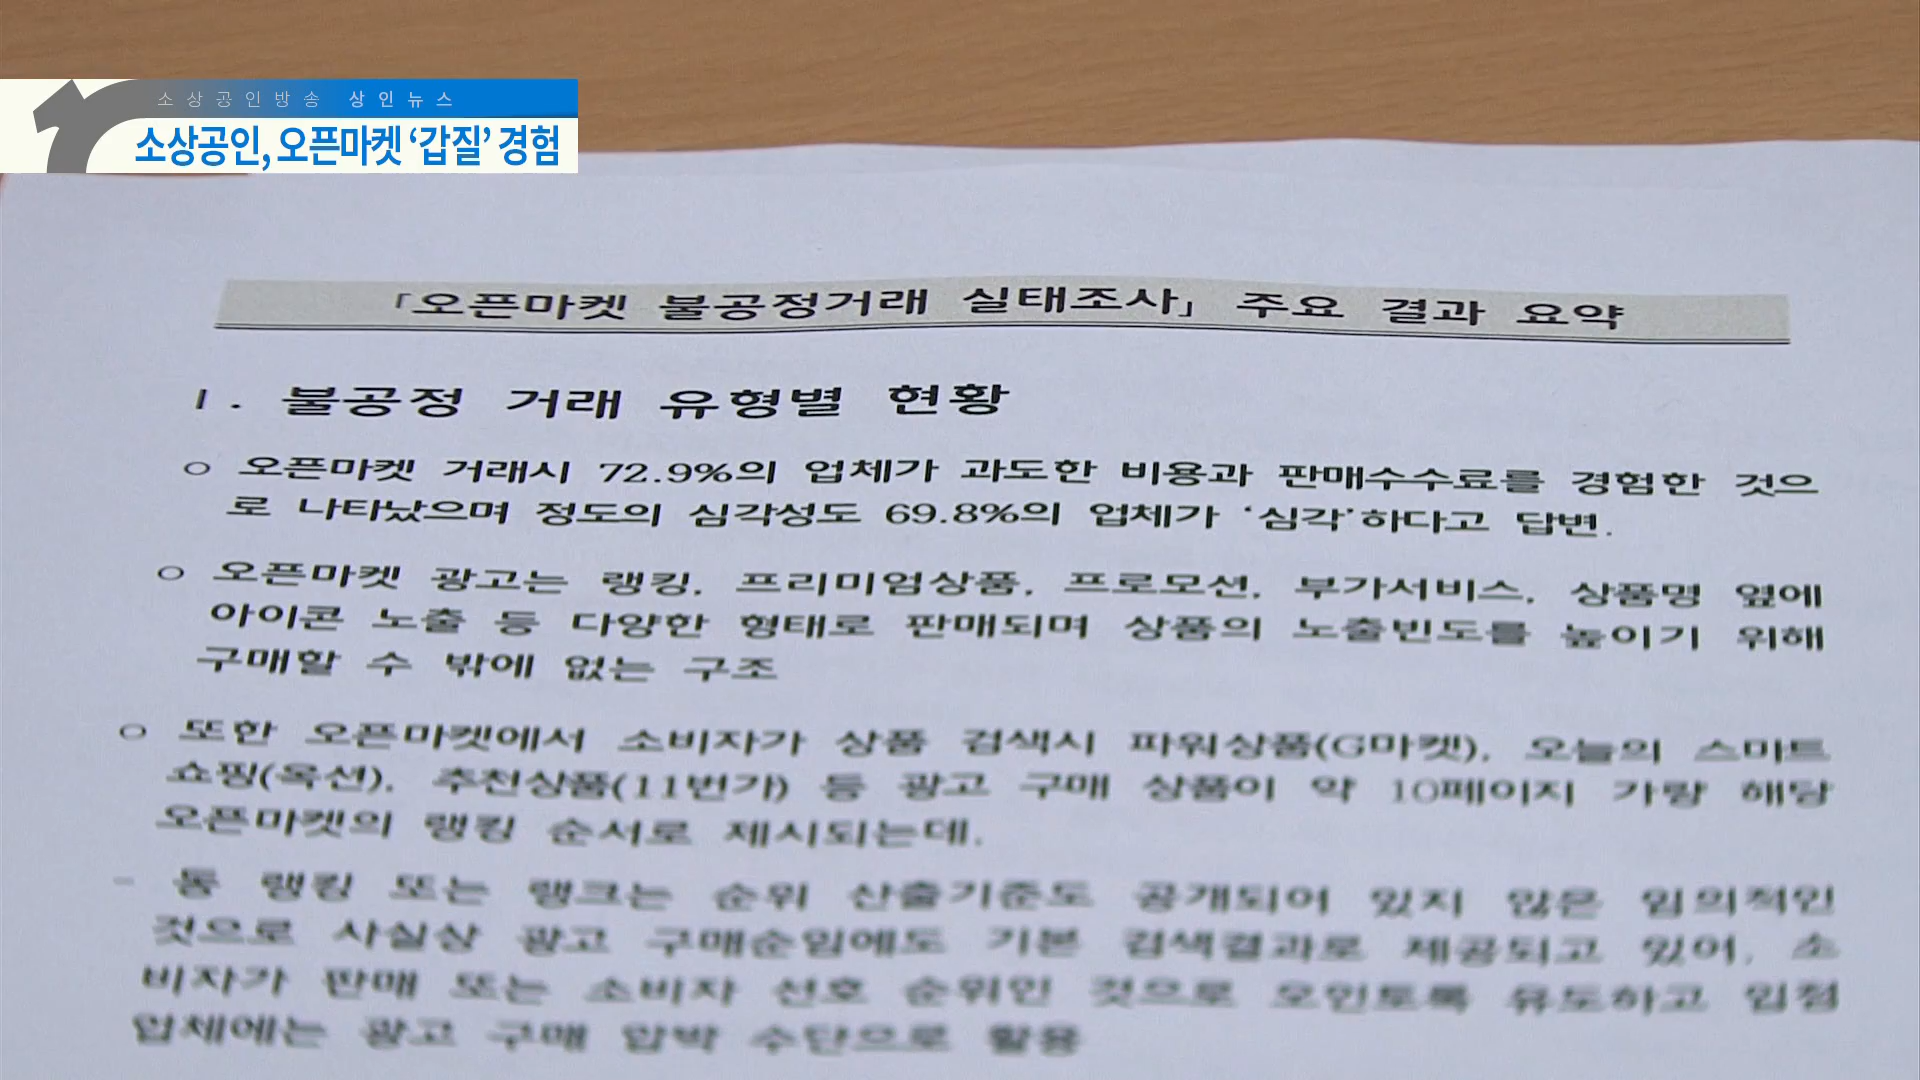 소상공인방송 상인뉴스
소상공인, 오픈마켓 ‘갑질’ 경험
「오픈마켓 불공정거래 실태조사」 주요 결과 요약
1. 불공정 거래 유형별 현황
○ 오픈마켓 거래시 72.9%의 업체가 과도한 비용과 판매수수료를 경험한 것으
로 나타났으며 정도의 심각성도 69.8%의 업체가 ‘심각’하다고 답변.
○ 오픈마켓 광고는 랭킹, 프리미엄상품, 프로모션, 부가서비스, 상품명 옆에
아이콘 노출 등 다양한 형태로 판매되며 상품의 노출빈도를 높이기 위해
구매할 수 밖에 없는 구조
○ 또한 오픈마켓에서 소비자가 상품 검색시 파워상품(G마켓), 오늘의 스마트
쇼핑(옥션), 추천상품(11번가) 등 광고 구매 상품이 약 10페이지 가량 해당
오픈마켓의 랭킹 순서로 제시되는데,
- 동 랭킹 또는 랭크는 순위 산출기준도 공개되어 있지 않은 임의적인
것으로 사실상 광고 구매순임에도 기본 검색결과로 제공되고 있어, 소
비자가 판매 또는 소비자 선호 순위인 것으로 오인토록 유도하고 입점
업체에는 광고 구매 압박 수단으로 활용